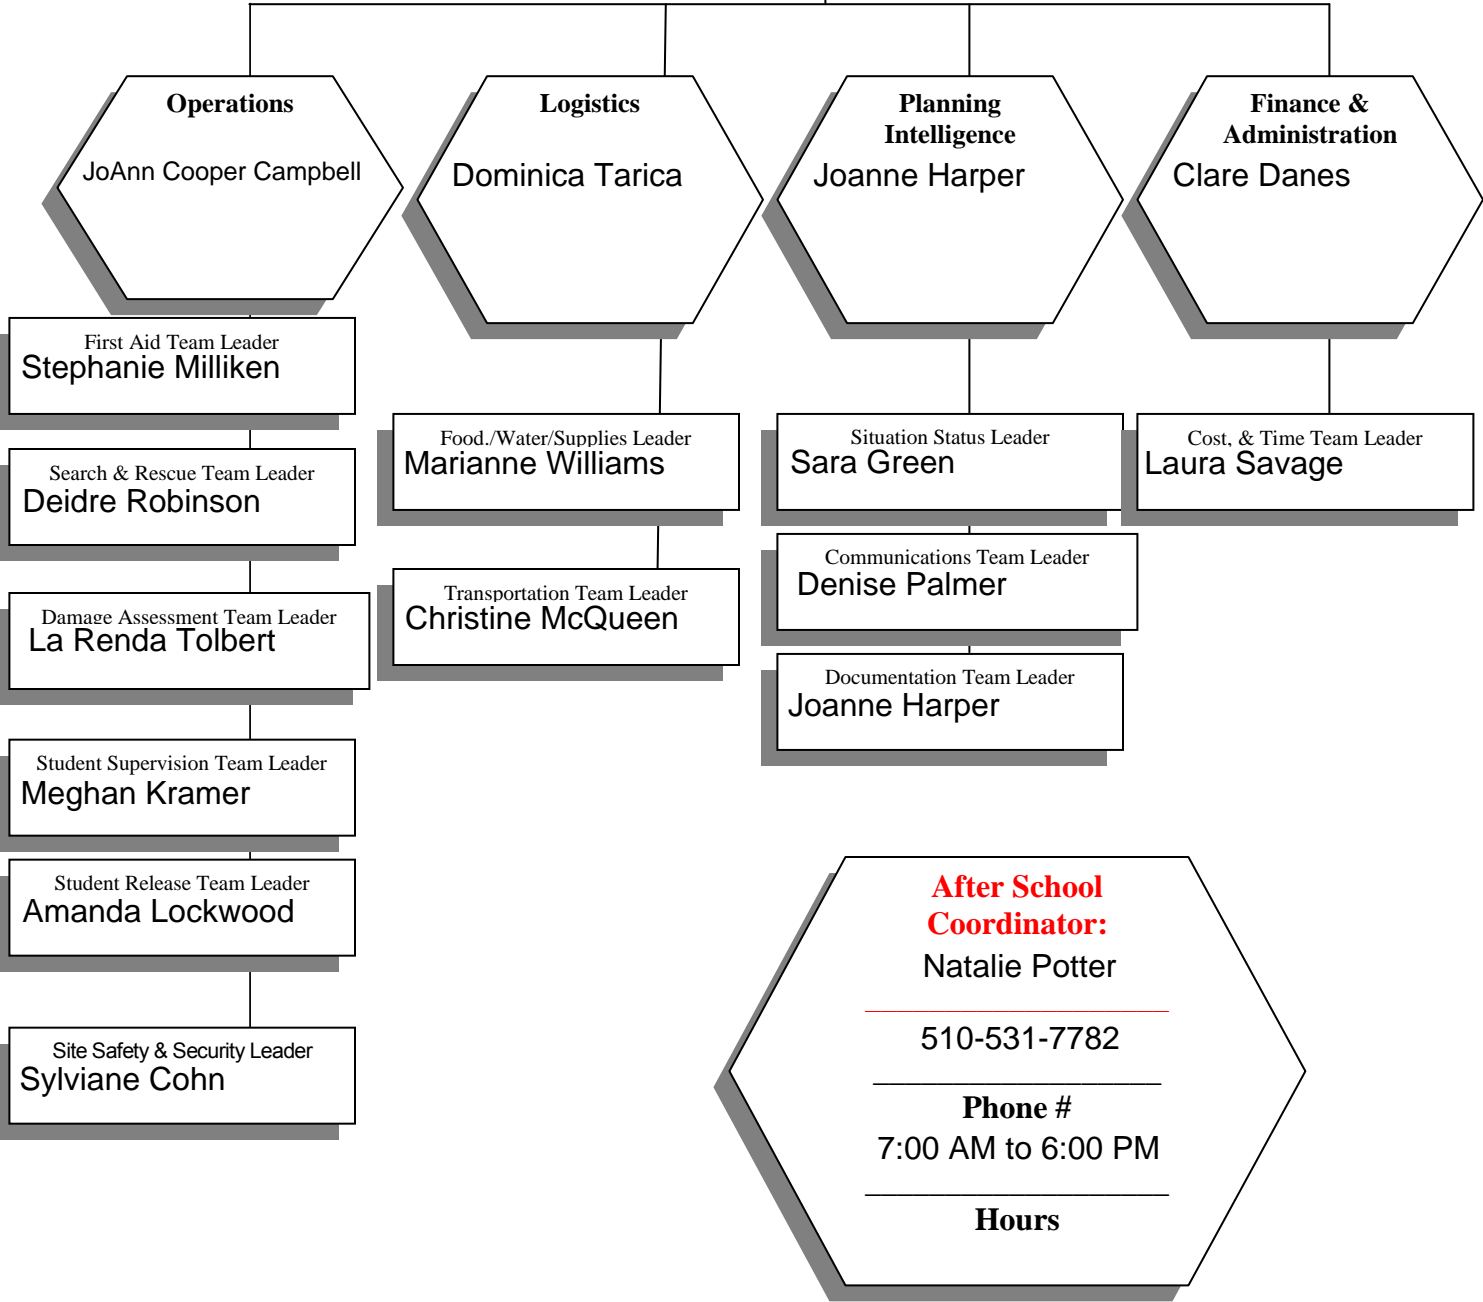 Operations
JoAnn Cooper Campbell
Logistics
Dominica Tarica
Planning
Intelligence
Joanne Harper
Finance &
Administration
Clare Danes
First Aid Team Leader
Stephanie Milliken
Search & Rescue Team Leader
Deidre Robinson
Damage Assessment Team Leader
La Renda Tolbert
Student Supervision Team Leader
Meghan Kramer
Student Release Team Leader
Amanda Lockwood
Site Safety & Security Leader
Sylviane Cohn
Food./Water/Supplies Leader
Marianne Williams
Transportation Team Leader
Christine McQueen
Situation Status Leader
Sara Green
Communications Team Leader
Denise Palmer
Documentation Team Leader
Joanne Harper
Cost, & Time Team Leader
Laura Savage
After School
Coordinator:
Natalie Potter
510-531-7782
Phone #
7:00 AM to 6:00 PM
Hours